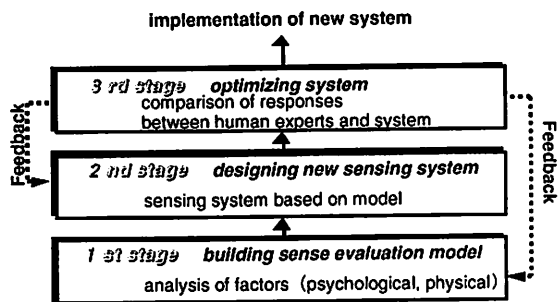 implementation of new system
3 rd stage optimizing system
comparison of responses
between human experts and system
Feedback
Feedback
2 nd stage designing new sensing system
sensing system based on model
1 st stage building sense evaluation model
analysis of factors (psychological, physical)